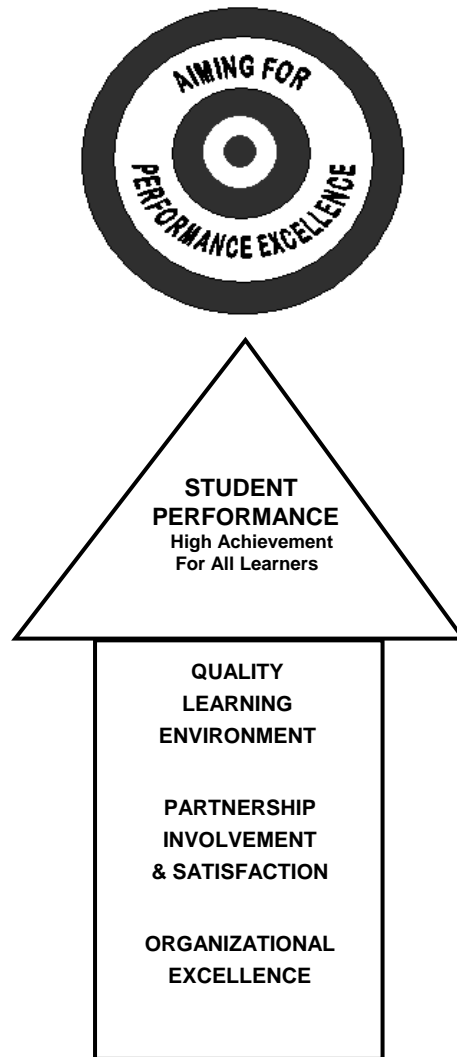 AIMING FOR
PERFORMANCE EXCELLENCE
STUDENT
PERFORMANCE
High Achievement
For All Learners
QUALITY
LEARNING
ENVIRONMENT
PARTNERSHIP
INVOLVEMENT
& SATISFACTION
ORGANIZATIONAL
EXCELLENCE